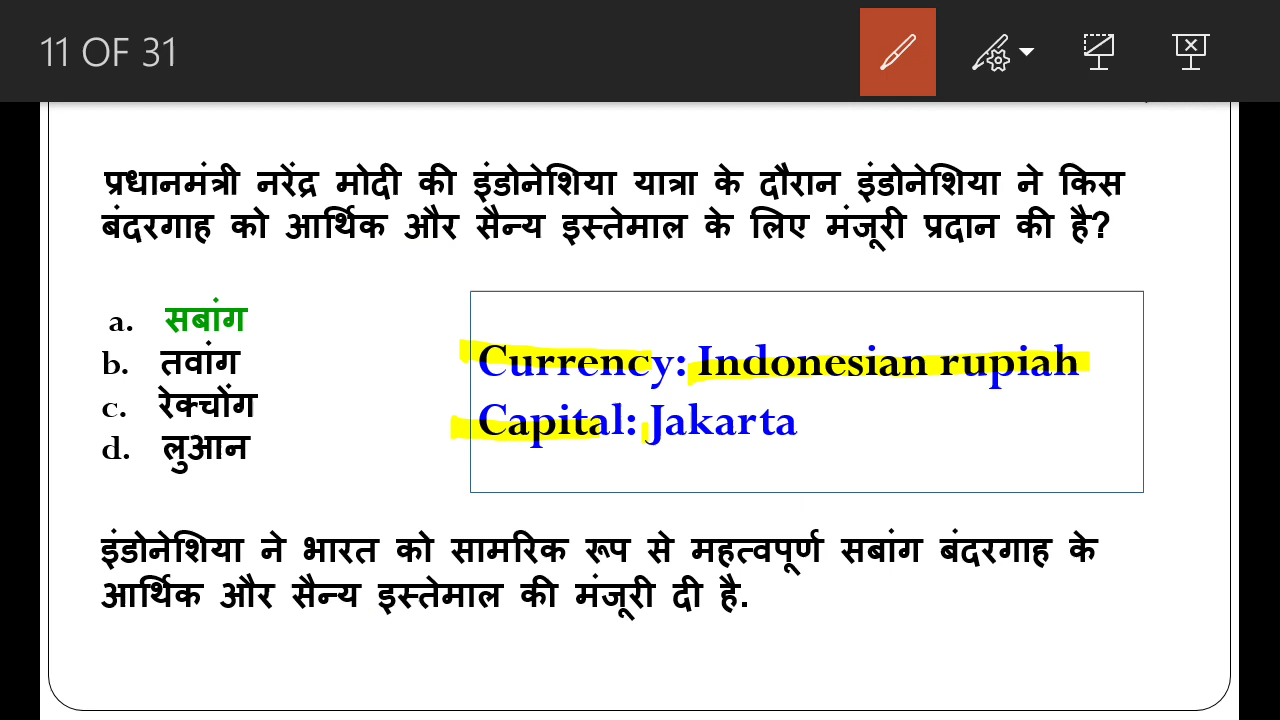 11 OF 31
प्रधानमंत्री नरेंद्र मोदी की इंडोनेशिया यात्रा के दौरान इंडोनेशिया ने किस
बंदरगाह को आर्थिक और सैन्य इस्तेमाल के लिए मंजूरी प्रदान की है?
a. सबांग
b. तवांग
c. रेक्चोंग
d. लुआन
Currency: Indonesian rupiah
Capital: Jakarta
इंडोनेशिया ने भारत को सामरिक रूप से महत्वपूर्ण सबांग बंदरगाह के
आर्थिक और सैन्य इस्तेमाल की मंजूरी दी है.